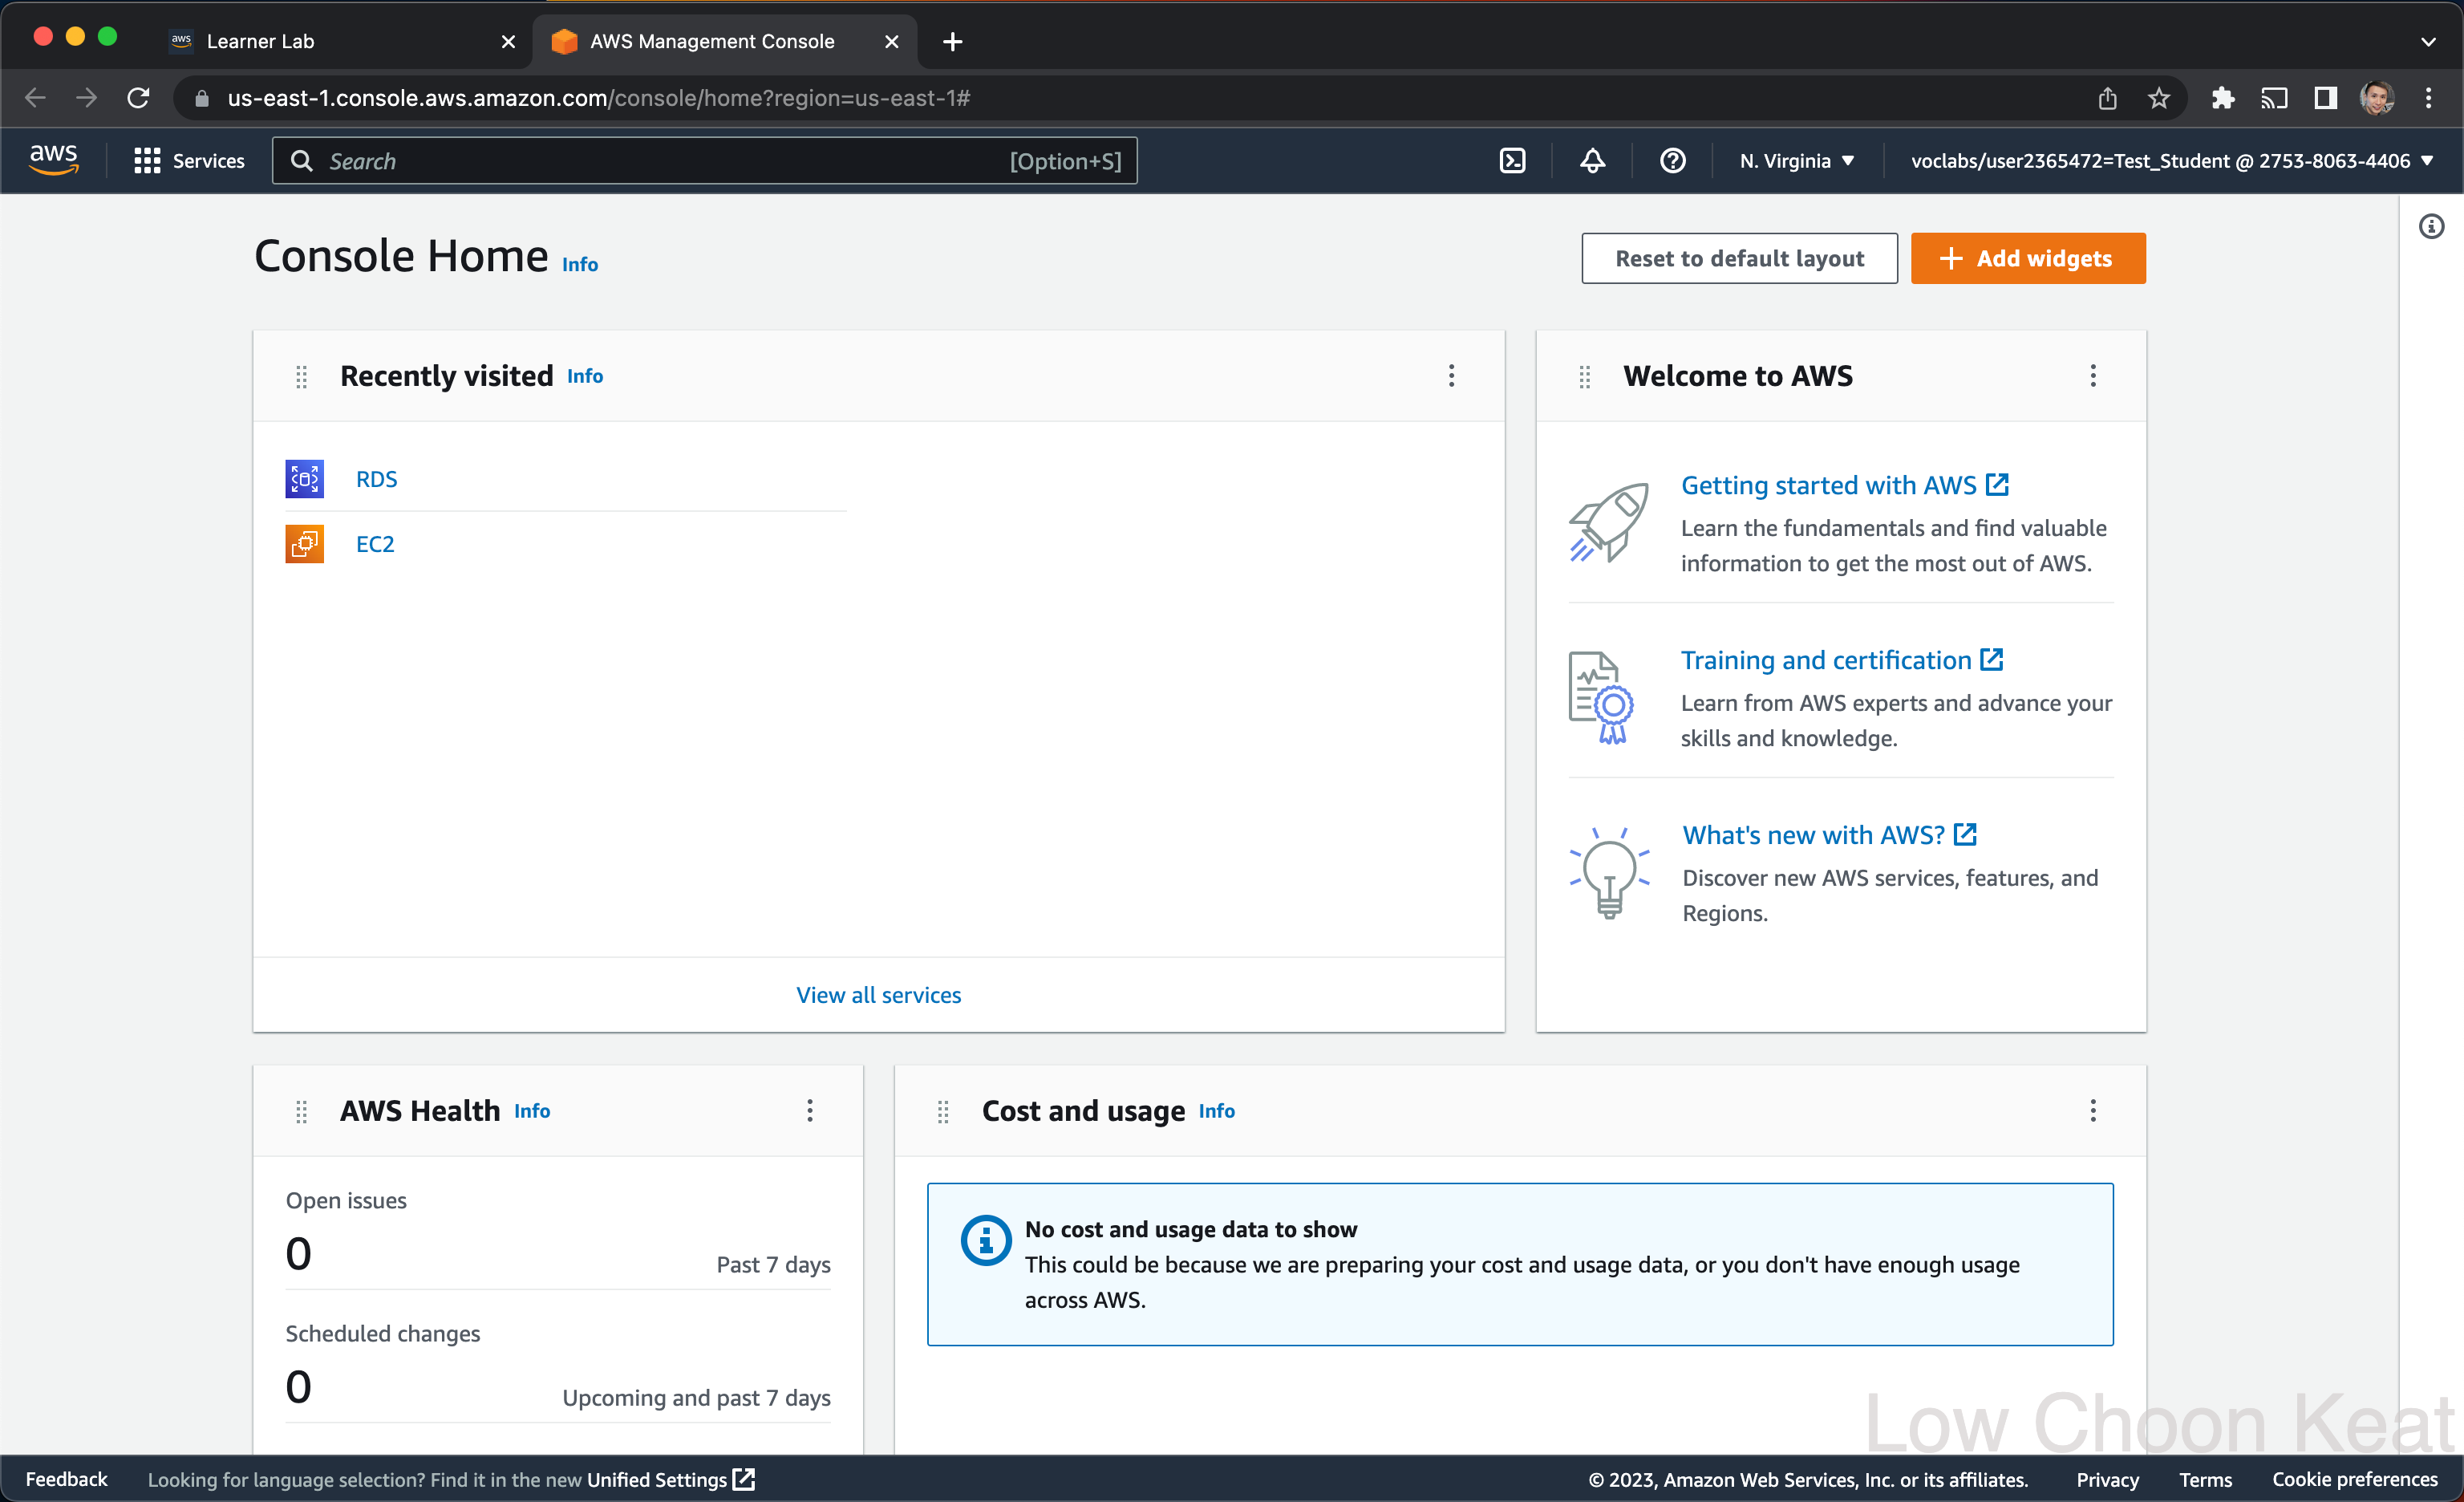 aws Learner Lab
AWS Management Console
us-east-1.console.aws.amazon.com/console/home?region=us-east-1#
aws Services Search [Option+S] N. Virginia voclabs/user2365472=Test_Student @ 2753-8063-4406
Console Home Info
Reset to default layout
Add widgets
Recently visited Info
RDS
EC2
View all services
Welcome to AWS
Getting started with AWS
Learn the fundamentals and find valuable
information to get the most out of AWS.
Training and certification
Learn from AWS experts and advance your
skills and knowledge.
What's new with AWS?
Discover new AWS services, features, and
Regions.
AWS Health Info
Open issues
0 Past 7 days
Scheduled changes
0 Upcoming and past 7 days
Cost and usage Info
No cost and usage data to show
This could be because we are preparing your cost and usage data, or you don't have enough usage
across AWS.
Low Choon Keat
Feedback Looking for language selection? Find it in the new Unified Settings © 2023, Amazon Web Services, Inc. or its affiliates. Privacy Terms Cookie preferences